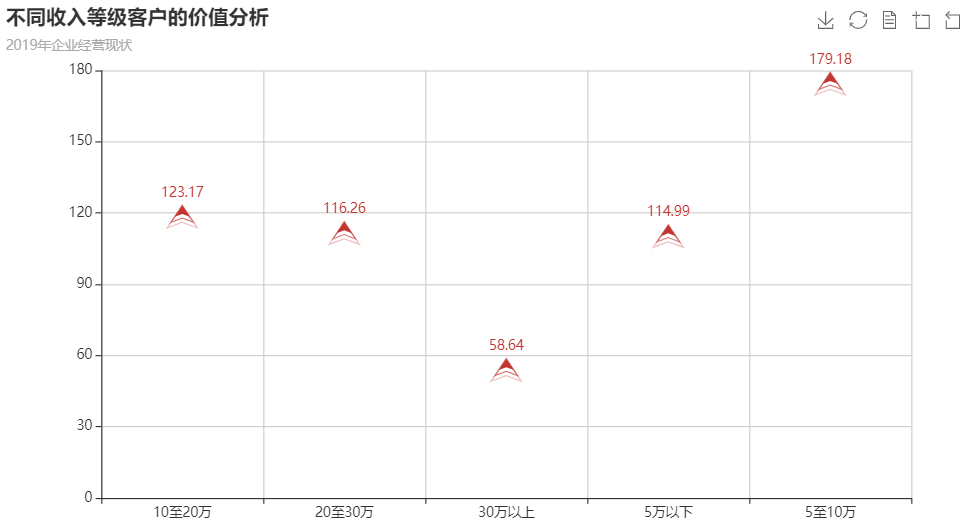 不同收入等级客户的价值分析
2019年企业经营现状
180
150
120
90
60
30
0
123.17
116.26
58.64
114.99
179.18
10至20万
20至30万
30万以上
5万以下
5至10万